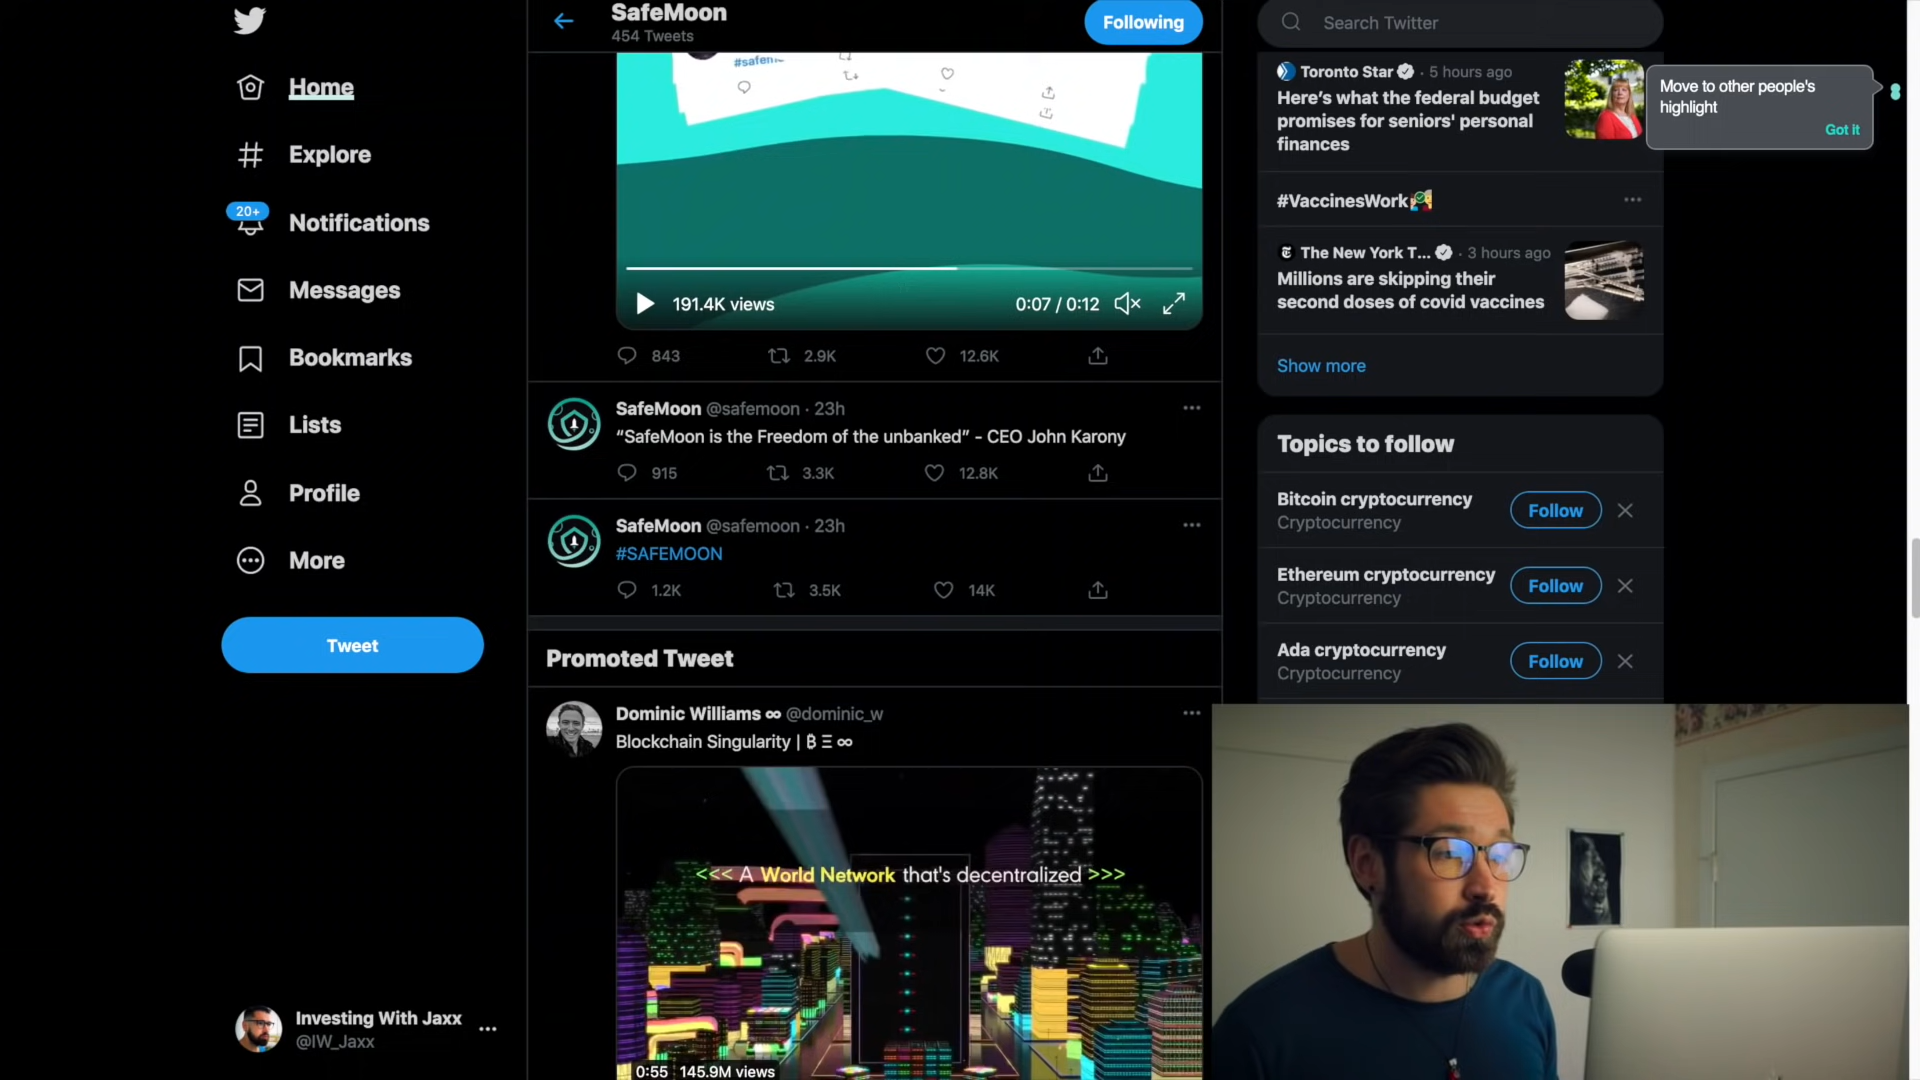 Home
Explore
20+
Notifications
Messages
Bookmarks
Lists
Profile
More
Tweet
Investing With Jaxx
@IW_Jaxx
SafeMoon
454 Tweets
Following
191.4K views
0:07 / 0:12
843 2.9K 12.6K
SafeMoon @safemoon · 23h
“SafeMoon is the Freedom of the unbanked” - CEO John Karony
915 3.3K 12.8K
SafeMoon @safemoon · 23h
#SAFEMOON
1.2K 3.5K 14K
Promoted Tweet
Dominic Williams ∞ @dominic_w
Blockchain Singularity | ₿ Ξ ∞
<<< A World Network that's decentralized >>>
0:55 145.9M views
Search Twitter
Toronto Star · 5 hours ago
Here’s what the federal budget
promises for seniors' personal
finances
#VaccinesWork
The New York T... · 3 hours ago
Millions are skipping their
second doses of covid vaccines
Show more
Topics to follow
Bitcoin cryptocurrency
Cryptocurrency
Follow
Ethereum cryptocurrency
Cryptocurrency
Follow
Ada cryptocurrency
Cryptocurrency
Follow
Move to other people's
highlight
Got it